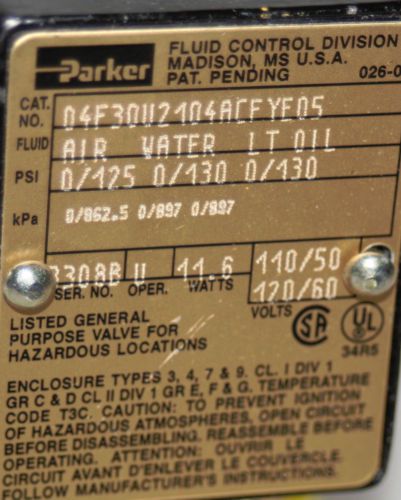 Parker
FLUID CONTROL DIVISION
MADISON, MS U.S.A.
PAT. PENDING 026-0
CAT. NO. 04F30U2104ACFYE05
FLUID AIR WATER LT OIL
PSI 0/125 0/130 0/130
kPa 0/862.5 0/897 0/897
3308B U 11.6 110/50
SER. NO. OPER. WATTS 120/60
VOLTS
LISTED GENERAL
PURPOSE VALVE FOR
HAZARDOUS LOCATIONS
SA UL
34R5
ENCLOSURE TYPES 3, 4, 7 & 9. CL. I DIV 1
GR C & D CL II DIV 1 GR E, F & G. TEMPERATURE
CODE T3C. CAUTION: TO PREVENT IGNITION
OF HAZARDOUS ATMOSPHERES, OPEN CIRCUIT
BEFORE DISASSEMBLING. REASSEMBLE BEFORE
OPERATING. ATTENTION: OUVRIR LE
CIRCUIT AVANT D'ENLEVER LE COUVERCLE.
FOLLOW MANUFACTURER'S INSTRUCTIONS.